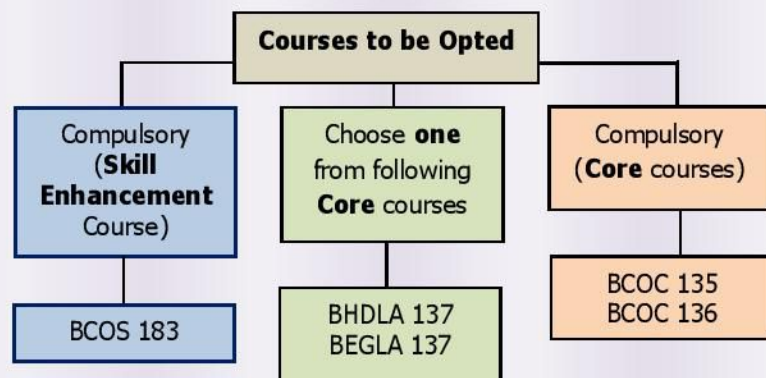 Courses to be Opted
Compulsory
(Skill
Enhancement
Course)
BCOS 183
Choose one
from following
Core courses
BHDLA 137
BEGLA 137
Compulsory
(Core courses)
BCOC 135
BCOC 136